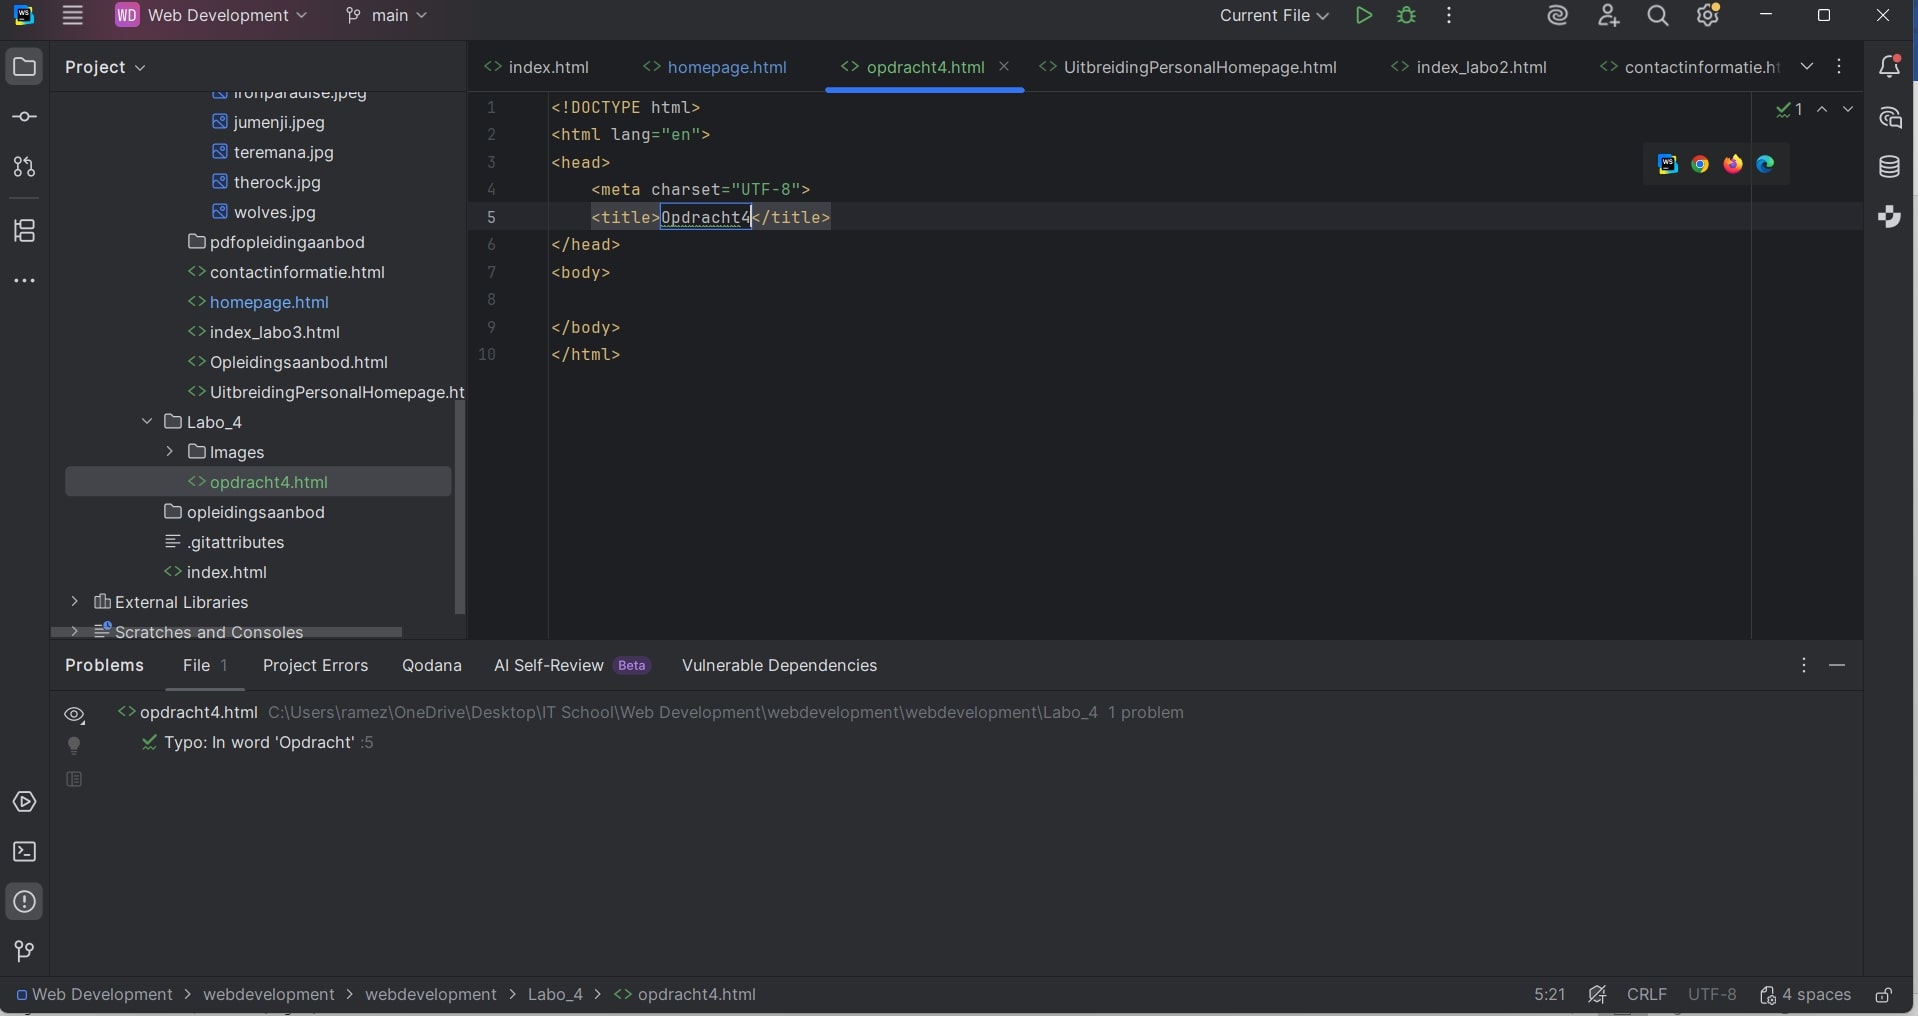 WD Web Development main Current File
Project
ironparadise.jpeg
jumenji.jpeg
teremana.jpg
therock.jpg
wolves.jpg
pdfopleidingaanbod
contactinformatie.html
homepage.html
index_labo3.html
Opleidingsaanbod.html
UitbreidingPersonalHomepage.ht
Labo_4
Images
opdracht4.html
opleidingsaanbod
.gitattributes
index.html
External Libraries
Scratches and Consoles
index.html homepage.html opdracht4.html UitbreidingPersonalHomepage.html index_labo2.html contactinformatie.ht
1 <!DOCTYPE html>
2 <html lang="en">
3 <head>
4 <meta charset="UTF-8">
5 <title>Opdracht4</title>
6 </head>
7 <body>
8
9 </body>
10 </html>
1
Problems File 1 Project Errors Qodana AI Self-Review Beta Vulnerable Dependencies
opdracht4.html C:\Users\ramez\OneDrive\Desktop\IT School\Web Development\webdevelopment\webdevelopment\Labo_4 1 problem
Typo: In word 'Opdracht' :5
Web Development > webdevelopment > webdevelopment > Labo_4 > opdracht4.html 5:21 CRLF UTF-8 4 spaces